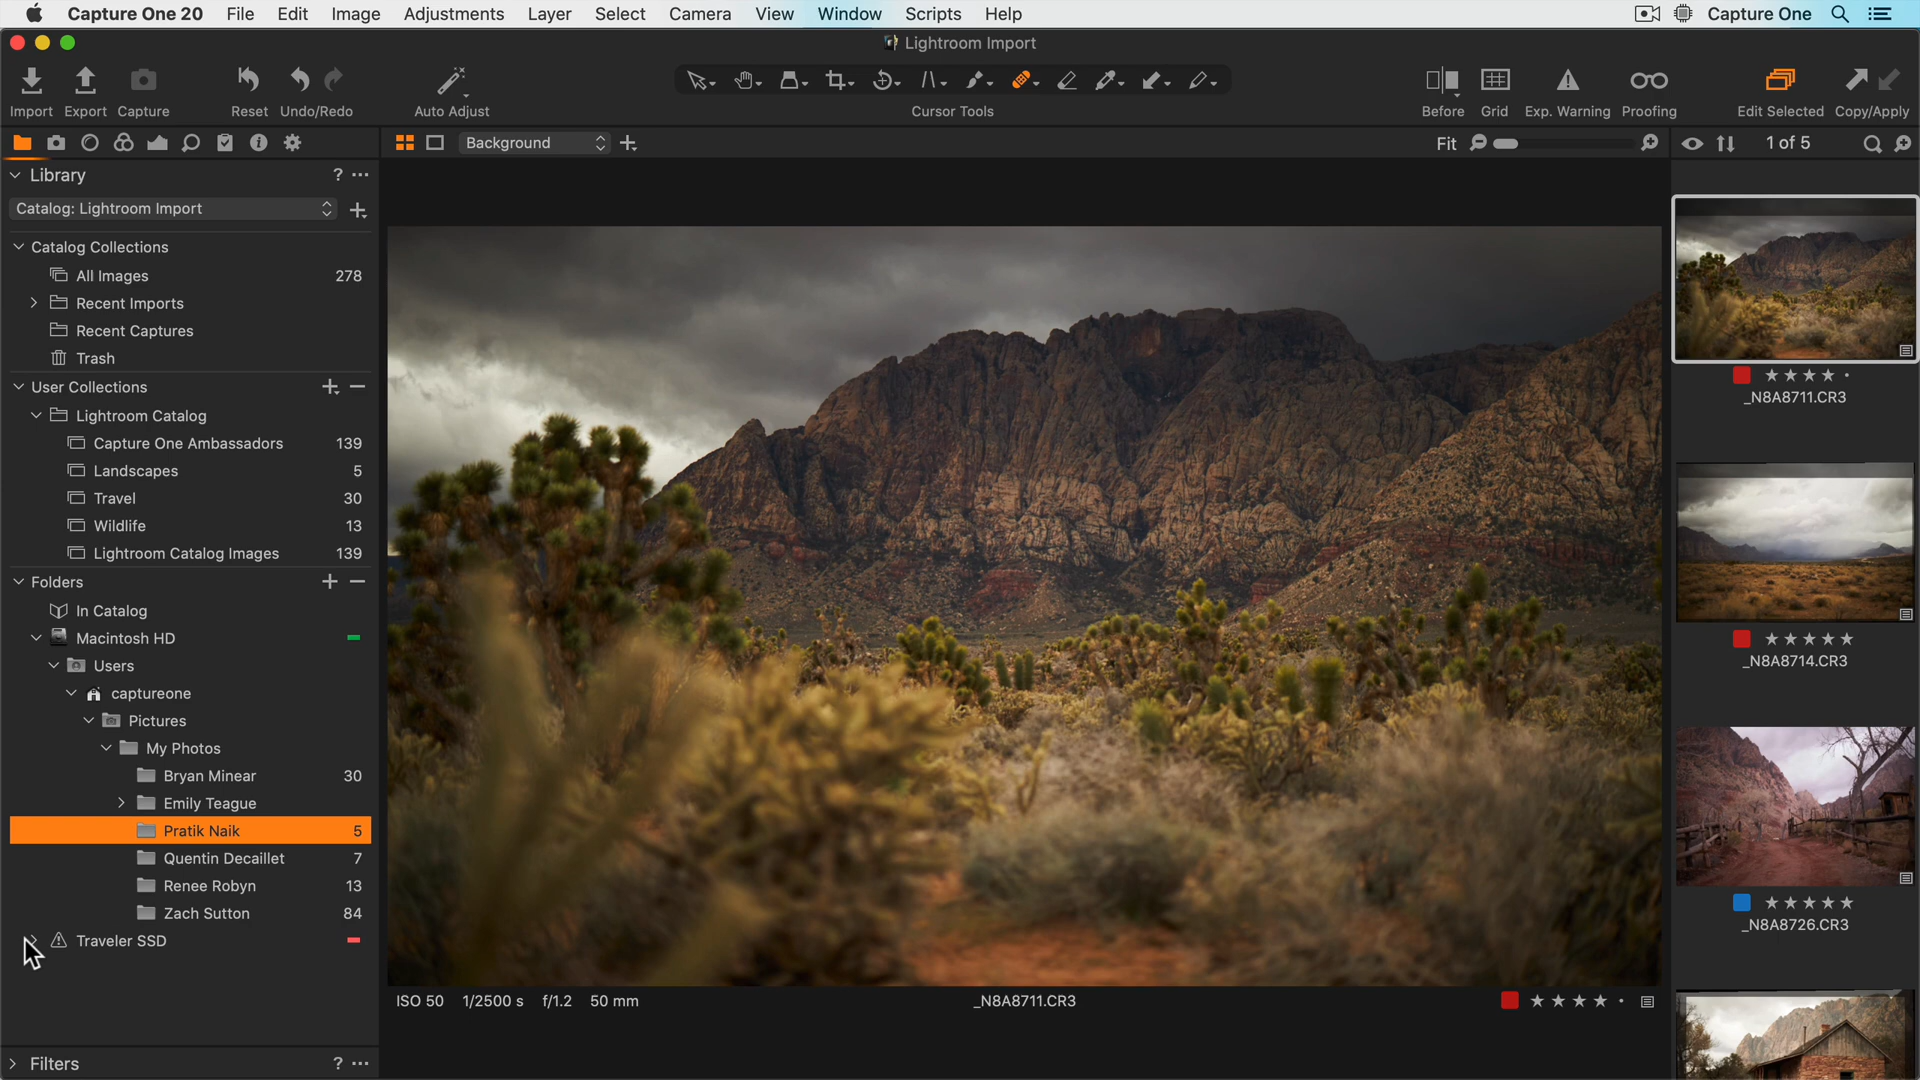 Capture One 20 File Edit Image Adjustments Layer Select Camera View Window Scripts Help Capture One
Lightroom Import
Import Export Capture Reset Undo/Redo Auto Adjust Cursor Tools Before Grid Exp. Warning Proofing Edit Selected Copy/Apply
Background Fit 1 of 5
Library ? ...
Catalog: Lightroom Import
Catalog Collections
All Images 278
Recent Imports
Recent Captures
Trash
User Collections
Lightroom Catalog
Capture One Ambassadors 139
Landscapes 5
Travel 30
Wildlife 13
Lightroom Catalog Images 139
Folders
In Catalog
Macintosh HD
Users
captureone
Pictures
My Photos
Bryan Minear 30
Emily Teague
Pratik Naik 5
Quentin Decaillet 7
Renee Robyn 13
Zach Sutton 84
Traveler SSD
Filters ? ...
ISO 50 1/2500 s f/1.2 50 mm _N8A8711.CR3
_N8A8711.CR3
_N8A8714.CR3
_N8A8726.CR3